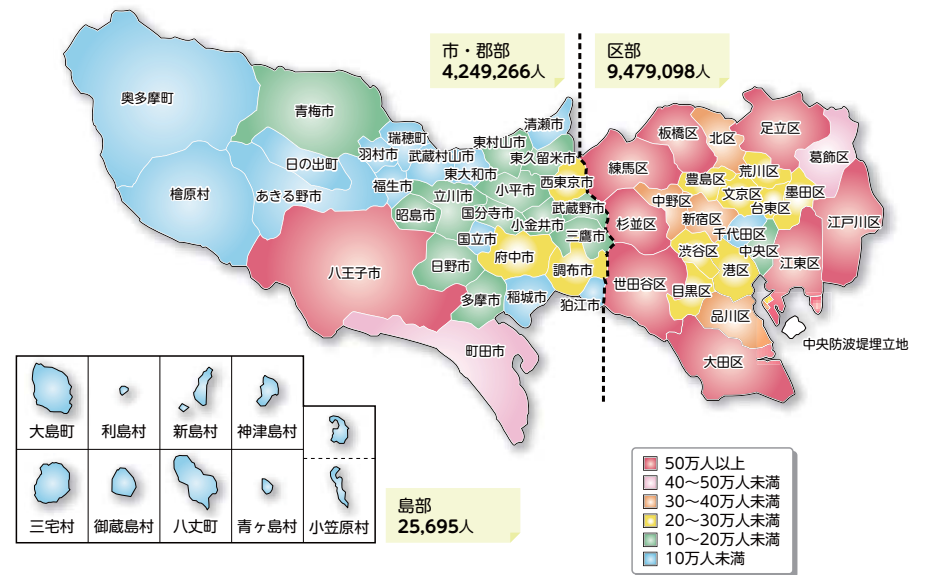 市・郡部
4,249,266人
区部
9,479,098人
奥多摩町
青梅市
瑞穂町
羽村市
武蔵村山市
東村山市
清瀬市
東久留米市
日の出町
東大和市
檜原村
あきる野市
福生市
立川市
小平市
西東京市
昭島市
国分寺市
武蔵野市
小金井市
国立市
三鷹市
八王子市
日野市
府中市
調布市
多摩市
稲城市
狛江市
町田市
板橋区
北区
足立区
葛飾区
練馬区
豊島区
荒川区
文京区
墨田区
台東区
中野区
新宿区
杉並区
千代田区
江戸川区
渋谷区
中央区
港区
江東区
世田谷区
目黒区
品川区
大田区
中央防波堤埋立地
大島町
利島村
新島村
神津島村
三宅村
御蔵島村
八丈町
青ヶ島村
小笠原村
島部
25,695人
50万人以上
40〜50万人未満
30〜40万人未満
20〜30万人未満
10〜20万人未満
10万人未満